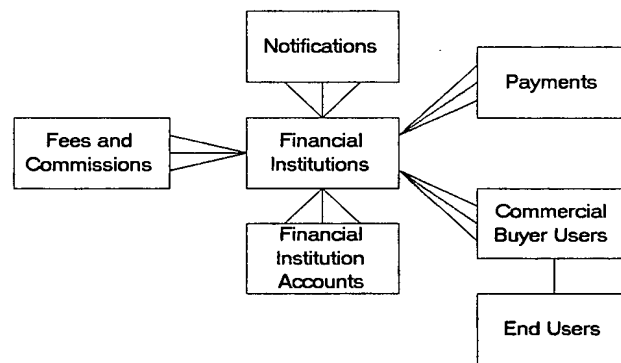 Notifications
Payments
Fees and
Commissions
Financial
Institutions
Commercial
Buyer Users
Financial
Institution
Accounts
End Users